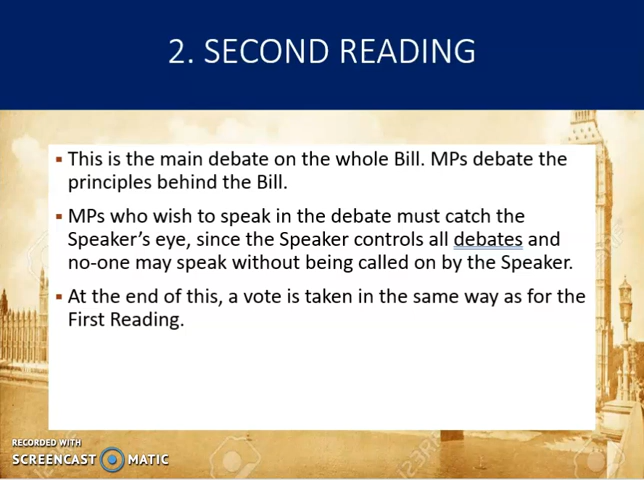 2. SECOND READING
▪ This is the main debate on the whole Bill. MPs debate the
principles behind the Bill.
▪ MPs who wish to speak in the debate must catch the
Speaker’s eye, since the Speaker controls all debates and
no-one may speak without being called on by the Speaker.
▪ At the end of this, a vote is taken in the same way as for the
First Reading.
RECORDED WITH
SCREENCAST MATIC